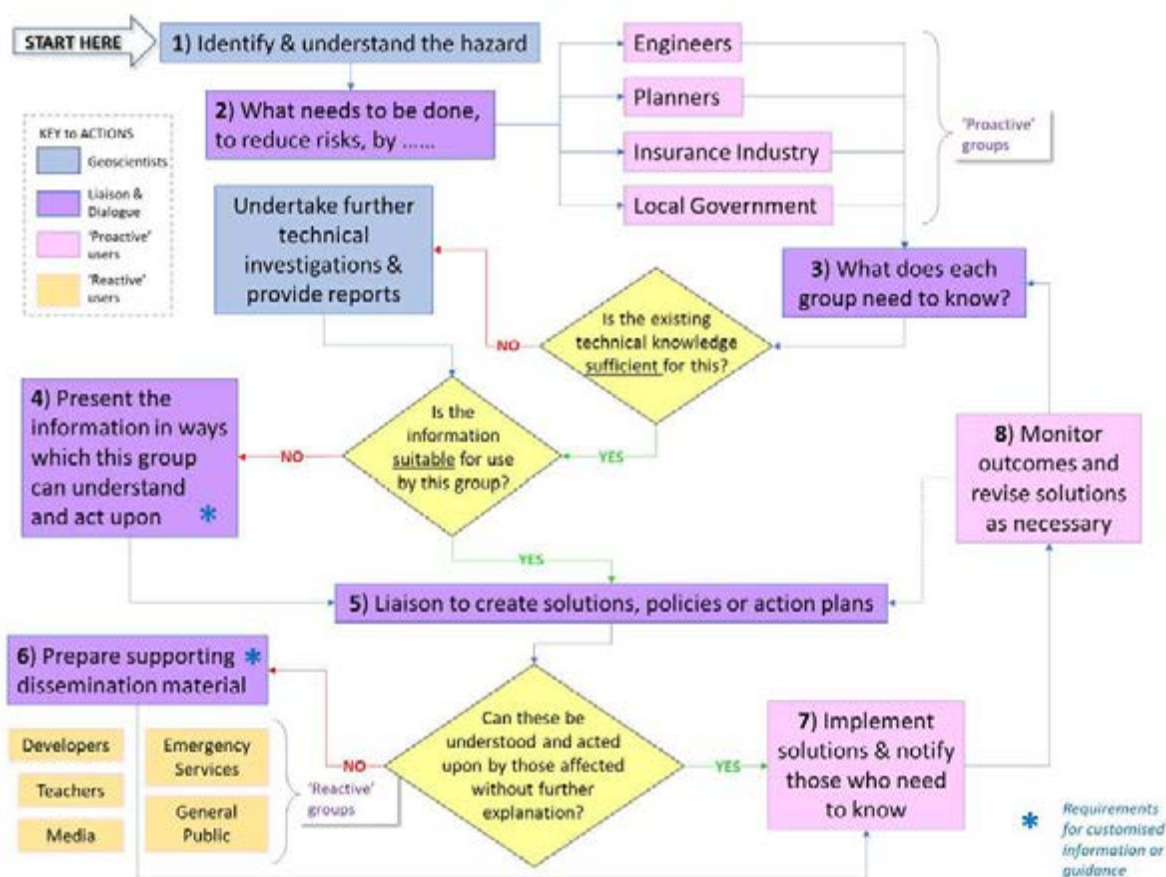 START HERE
1) Identify & understand the hazard
2) What needs to be done,
to reduce risks, by ......
Engineers
Planners
Insurance Industry
Local Government
'Proactive'
groups
KEY to ACTIONS
Geoscientists
Liaison &
Dialogue
'Proactive'
users
'Reactive'
users
Undertake further
technical
investigations &
provide reports
3) What does each
group need to know?
Is the existing
technical knowledge
sufficient for this?
NO
YES
Is the
information
suitable for use
by this group?
NO
YES
4) Present the
information in ways
which this group
can understand
and act upon *
8) Monitor
outcomes and
revise solutions
as necessary
5) Liaison to create solutions, policies or action plans
6) Prepare supporting *
dissemination material
Developers
Teachers
Media
Emergency
Services
General
Public
'Reactive'
groups
NO
Can these be
understood and acted
upon by those affected
without further
explanation?
YES
7) Implement
solutions & notify
those who need
to know
* Requirements
for customised
information or
guidance